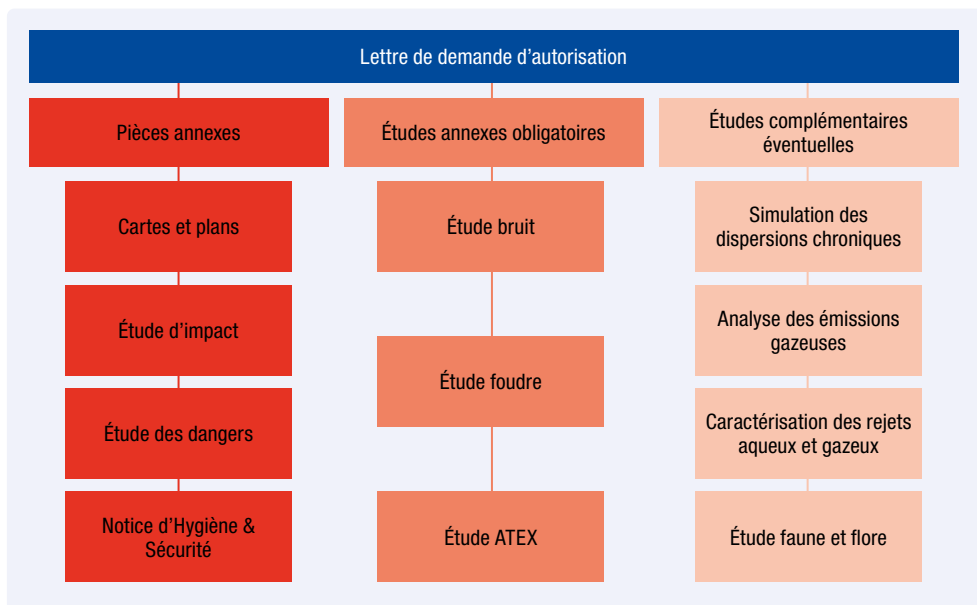 Lettre de demande d’autorisation
Pièces annexes
Cartes et plans
Étude d’impact
Étude des dangers
Notice d’Hygiène &
Sécurité
Études annexes obligatoires
Étude bruit
Étude foudre
Étude ATEX
Études complémentaires
éventuelles
Simulation des
dispersions chroniques
Analyse des émissions
gazeuses
Caractérisation des rejets
aqueux et gazeux
Étude faune et flore